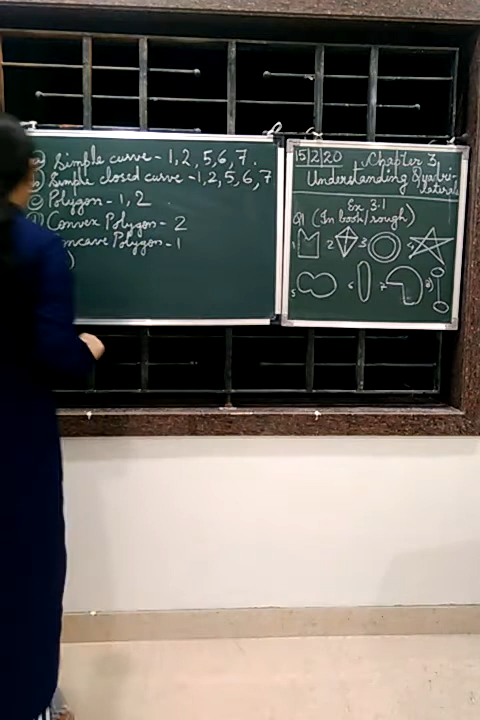 a) Simple curve - 1, 2, 5, 6, 7.
b) Simple closed curve - 1, 2, 5, 6, 7
c) Polygon - 1, 2
Convex Polygon - 2
Polygon - 1
)
15/2/20 Chapter 3
Understanding Quadri-
laterals
Ex 3.1
Q1 (In book/rough)
1 2 3 4
5 6 7 8)